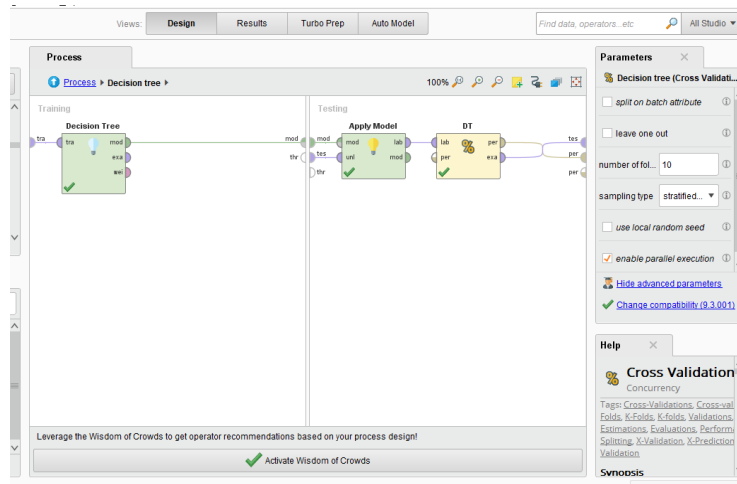 Views: Design Results Turbo Prep Auto Model Find data, operators...etc All Studio
Process
Process Decision tree
100%
Training
Testing
Decision Tree
Apply Model
DT
tra tra mod mod mod mod lab lab per tes
exa thr tes unl mod per exa per
wei thr per
Leverage the Wisdom of Crowds to get operator recommendations based on your process design!
Activate Wisdom of Crowds
Parameters
Decision tree (Cross Validati...
split on batch attribute
leave one out
number of fol... 10
sampling type stratified...
use local random seed
enable parallel execution
Hide advanced parameters
Change compatibility (9.3.001)
Help
Cross Validation
Concurrency
Tags: Cross-Validations, Cross-val
Folds, K-Folds, K-folds, Validations,
Estimations, Evaluations, Perform
Splitting, X-Validation, X-Prediction
Validation
Synopsis